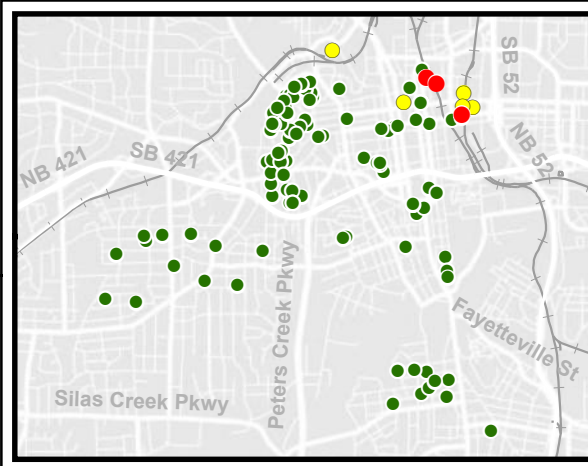 SB 52
NB 421
SB 421
NB 52
Peters Creek Pkwy
Fayetteville St
Silas Creek Pkwy